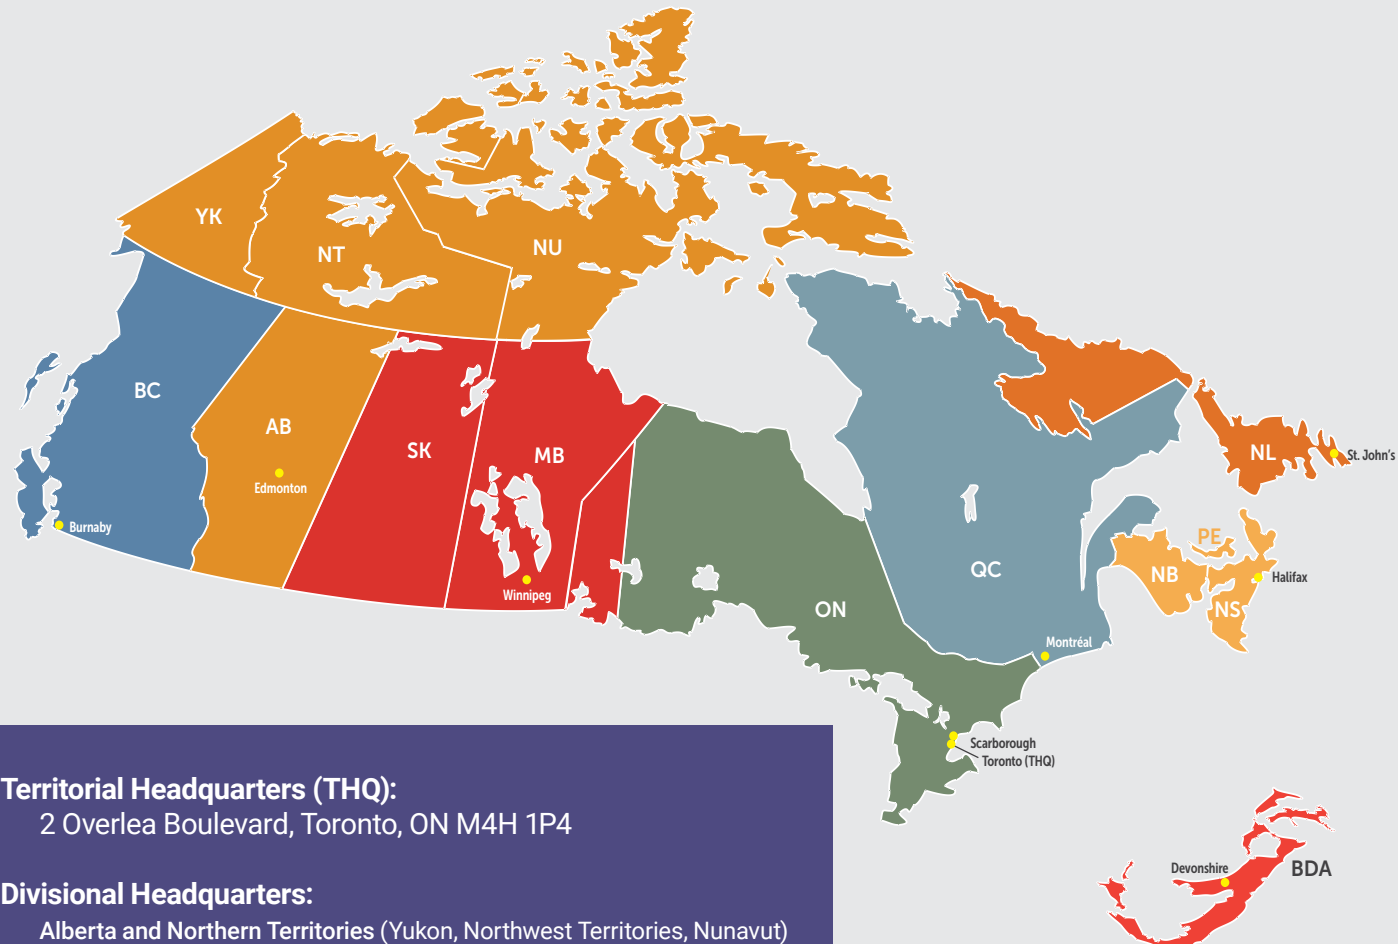 YK
NT
NU
BC
AB
Edmonton
SK
MB
Burnaby
Winnipeg
ON
QC
Montréal
NL
St. John's
PE
NB
NS
Halifax
Scarborough
Toronto (THQ)
Devonshire
BDA
Territorial Headquarters (THQ):
2 Overlea Boulevard, Toronto, ON M4H 1P4
Divisional Headquarters:
Alberta and Northern Territories (Yukon, Northwest Territories, Nunavut)